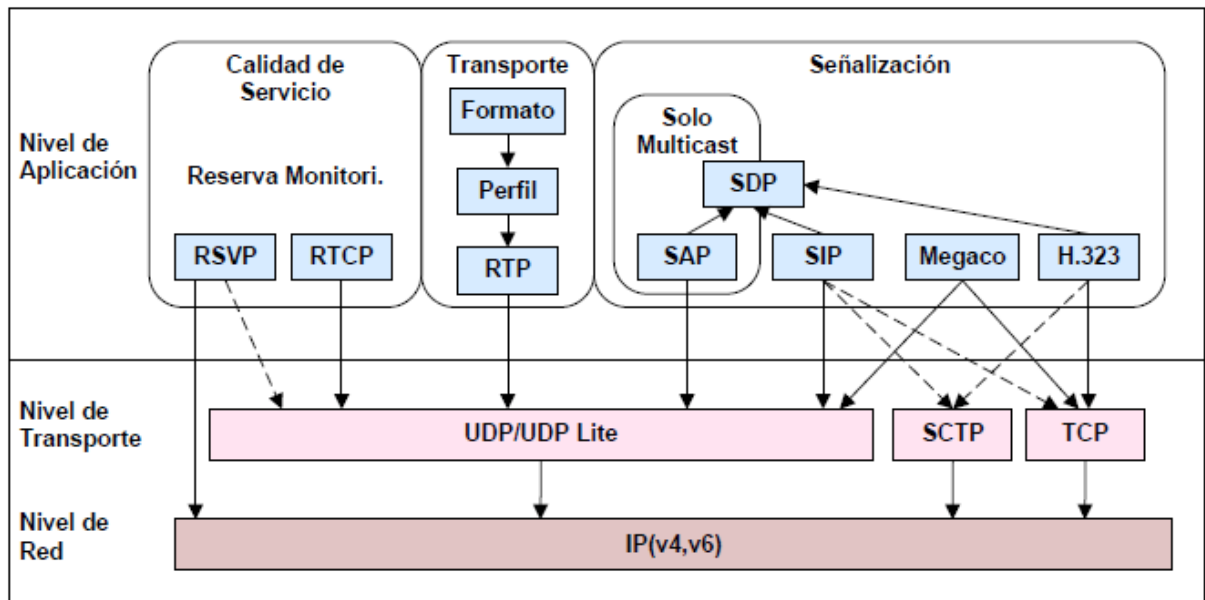 Calidad de
Servicio
Transporte
Señalización
Formato
Solo
Multicast
Nivel de
Aplicación
Reserva Monitori.
Perfil
SDP
RSVP
RTCP
RTP
SAP
SIP
Megaco
H.323
Nivel de
Transporte
UDP/UDP Lite
SCTP
TCP
Nivel de
Red
IP(v4,v6)